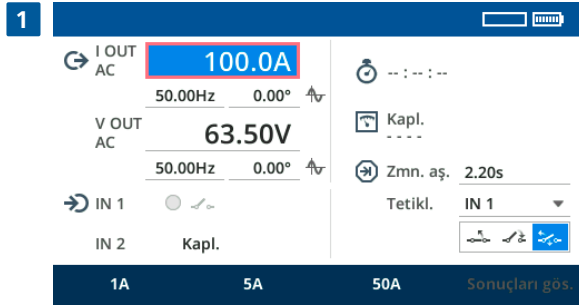 1
I OUT
AC
100.0A
50.00Hz 0.00°
V OUT
AC
63.50V
50.00Hz 0.00°
IN 1
IN 2 Kapl.
-- : -- : --
Kapl.
- - - -
Zmn. aş. 2.20s
Tetikl. IN 1
1A 5A 50A Sonuçları gös.